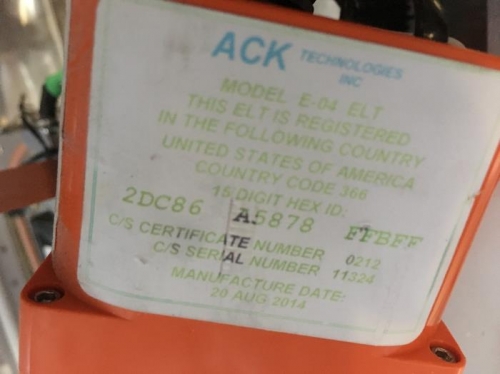 ACK TECHNOLOGIES INC
MODEL E-04 ELT
THIS ELT IS REGISTERED
IN THE FOLLOWING COUNTRY
UNITED STATES OF AMERICA
COUNTRY CODE 366
15 DIGIT HEX ID:
2DC86 A5878 FFBFF
C/S CERTIFICATE NUMBER 0212
C/S SERIAL NUMBER 11324
MANUFACTURE DATE:
20 AUG 2014